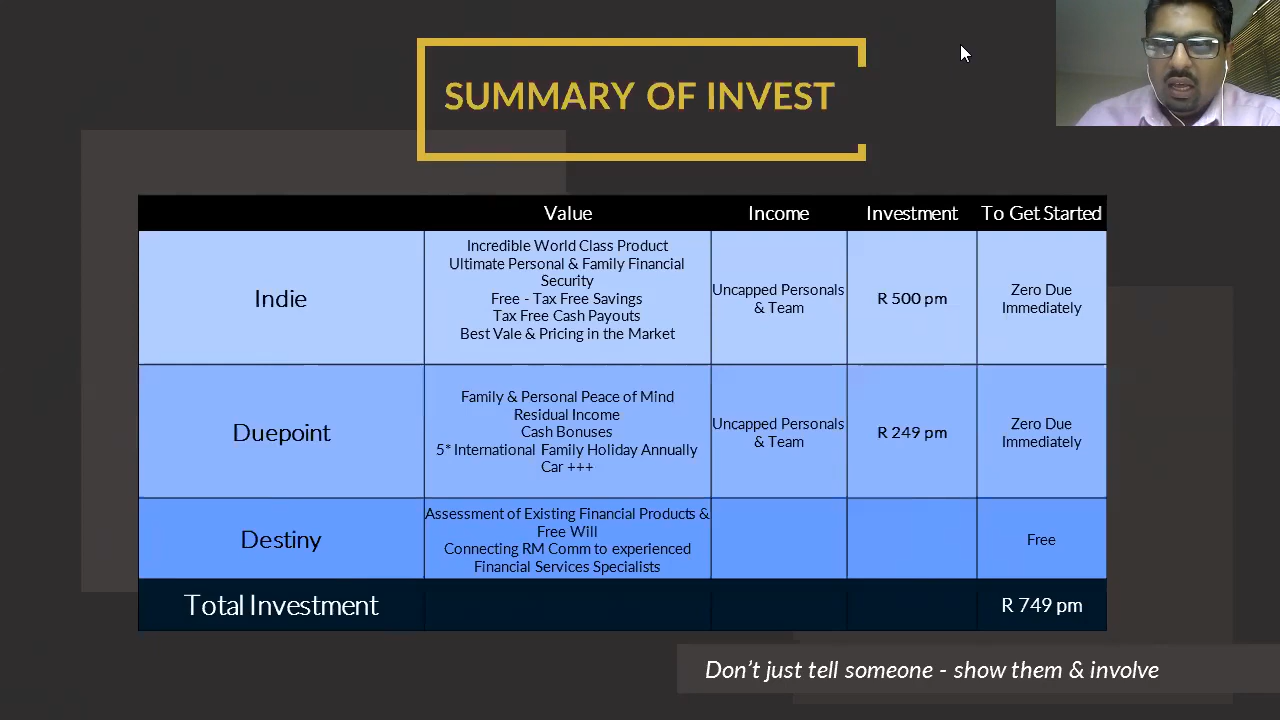 SUMMARY OF INVEST
Value Income Investment To Get Started
Indie
Incredible World Class Product
Ultimate Personal & Family Financial
Security
Free - Tax Free Savings
Tax Free Cash Payouts
Best Vale & Pricing in the Market
Uncapped Personals
& Team
R 500 pm
Zero Due
Immediately
Duepoint
Family & Personal Peace of Mind
Residual Income
Cash Bonuses
5* International Family Holiday Annually
Car +++
Uncapped Personals
& Team
R 249 pm
Zero Due
Immediately
Destiny
Assessment of Existing Financial Products &
Free Will
Connecting RM Comm to experienced
Financial Services Specialists
Free
Total Investment R 749 pm
Don't just tell someone - show them & involve